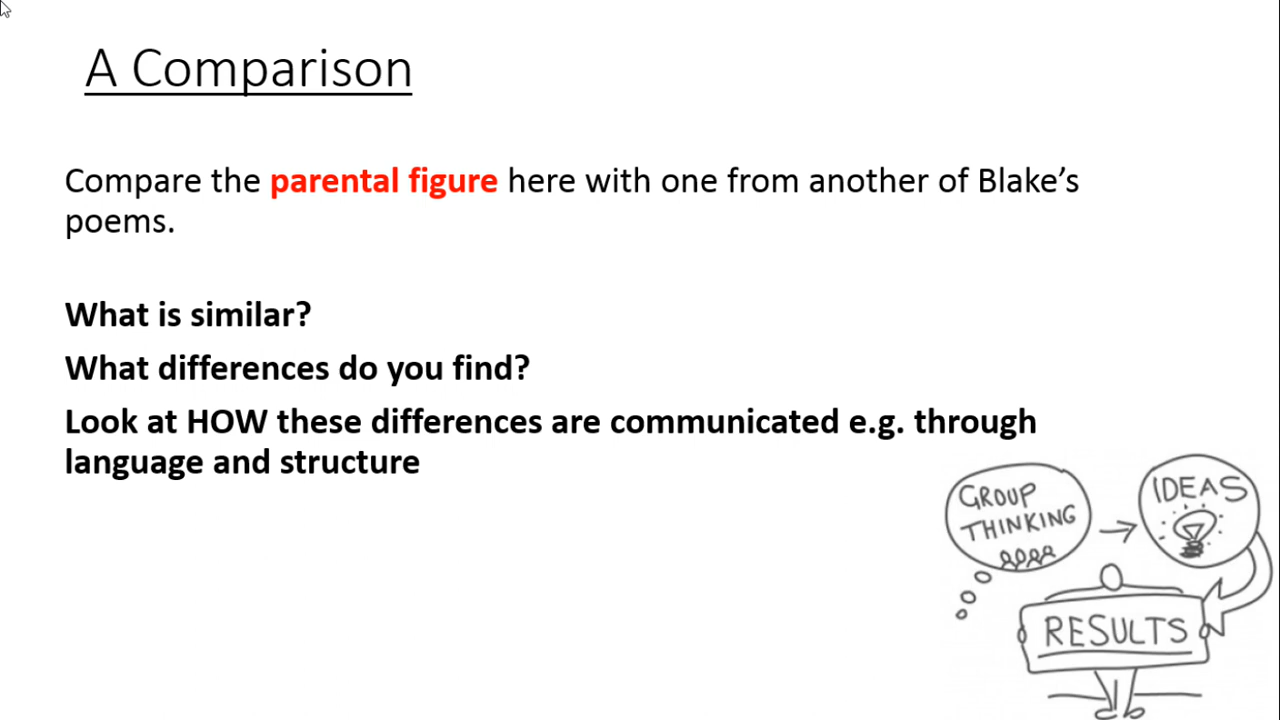 A Comparison
Compare the parental figure here with one from another of Blake’s
poems.
What is similar?
What differences do you find?
Look at HOW these differences are communicated e.g. through
language and structure
GROUP
THINKING
IDEAS
RESULTS